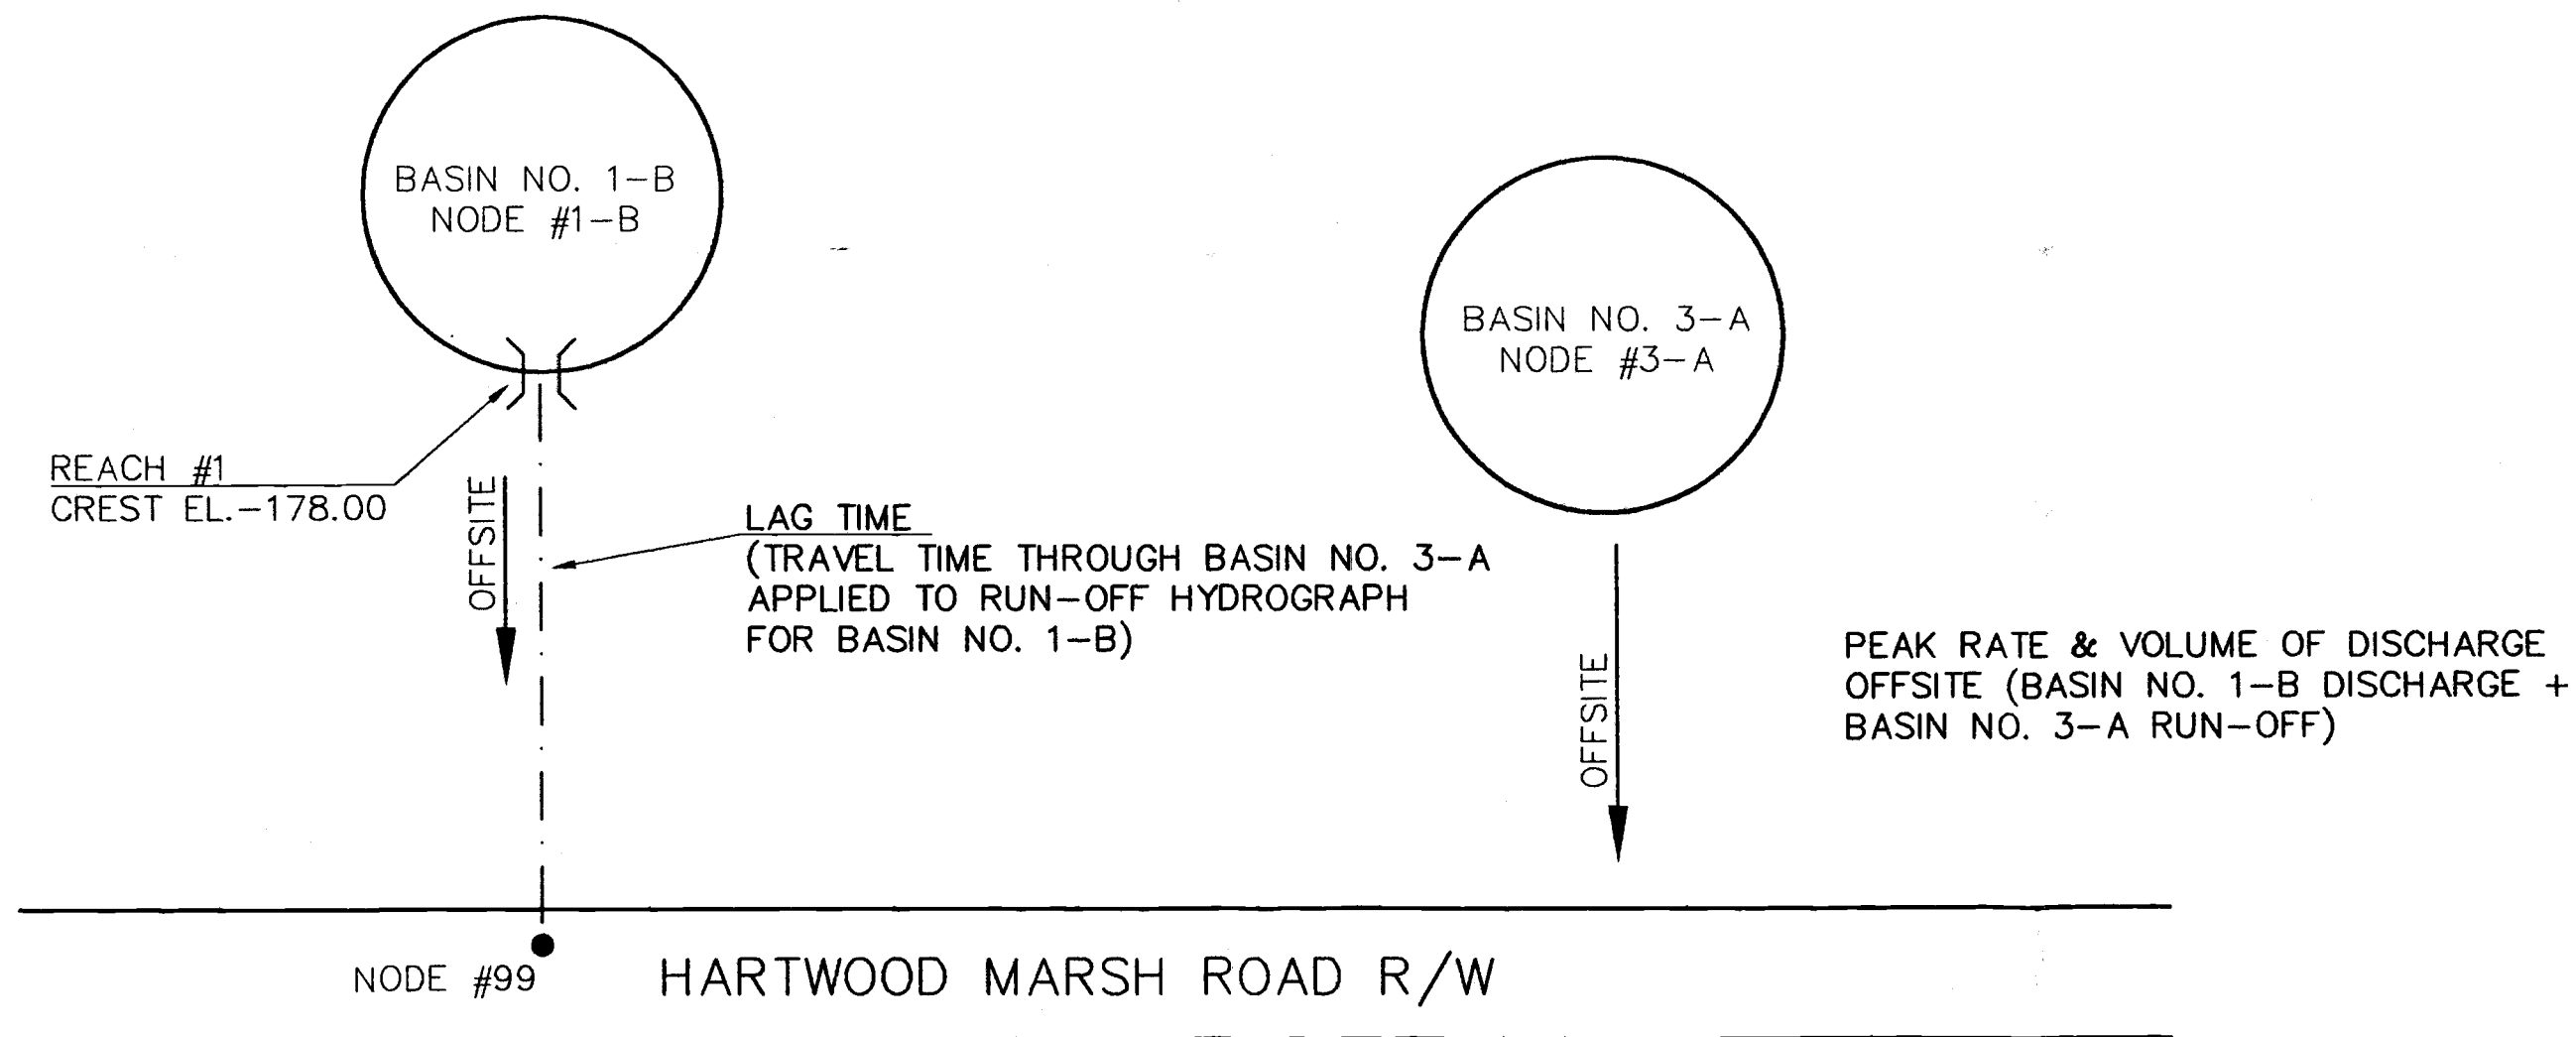 BASIN NO. 1-B
NODE #1-B
BASIN NO. 3-A
NODE #3-A
REACH #1
CREST EL.-178.00
OFFSITE
LAG TIME
(TRAVEL TIME THROUGH BASIN NO. 3-A
APPLIED TO RUN-OFF HYDROGRAPH
FOR BASIN NO. 1-B)
OFFSITE
PEAK RATE & VOLUME OF DISCHARGE
OFFSITE (BASIN NO. 1-B DISCHARGE +
BASIN NO. 3-A RUN-OFF)
NODE #99
HARTWOOD MARSH ROAD R/W